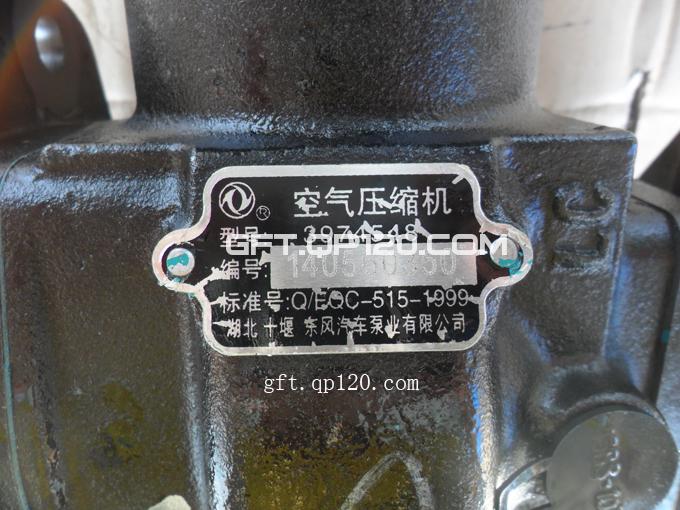 ® 空气压缩机
型号: 3974548
编号:
标准号:Q/EQC-515-1999
湖北十堰 东风汽车泵业有限公司
GFT.QP120.COM
gft.qp120.com